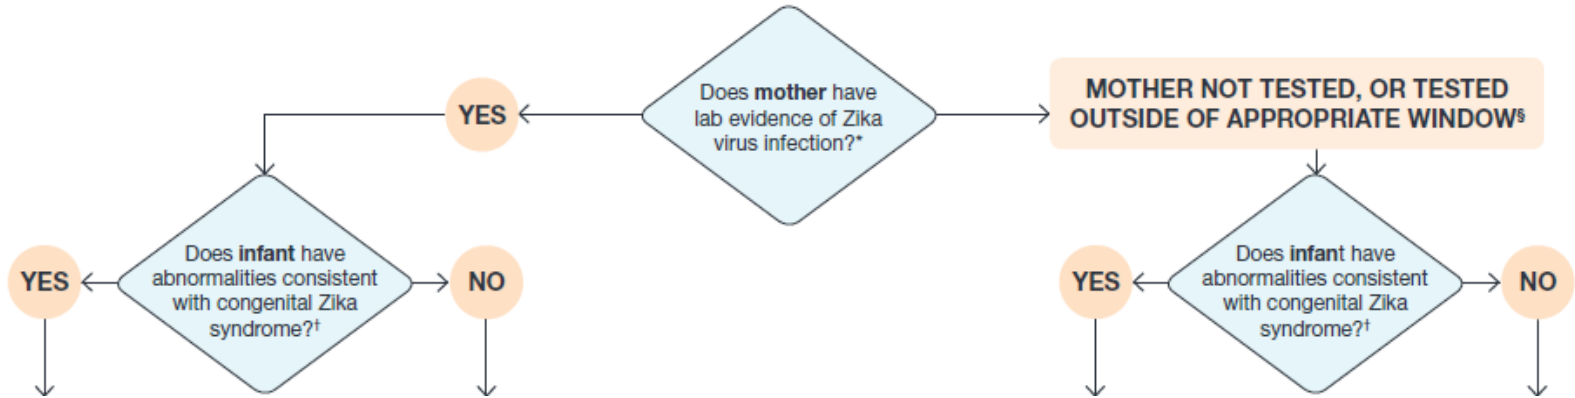 Does mother have
lab evidence of Zika
virus infection?*
YES
MOTHER NOT TESTED, OR TESTED
OUTSIDE OF APPROPRIATE WINDOW§
Does infant have
abnormalities consistent
with congenital Zika
syndrome?†
YES
NO
Does infant have
abnormalities consistent
with congenital Zika
syndrome?†
YES
NO